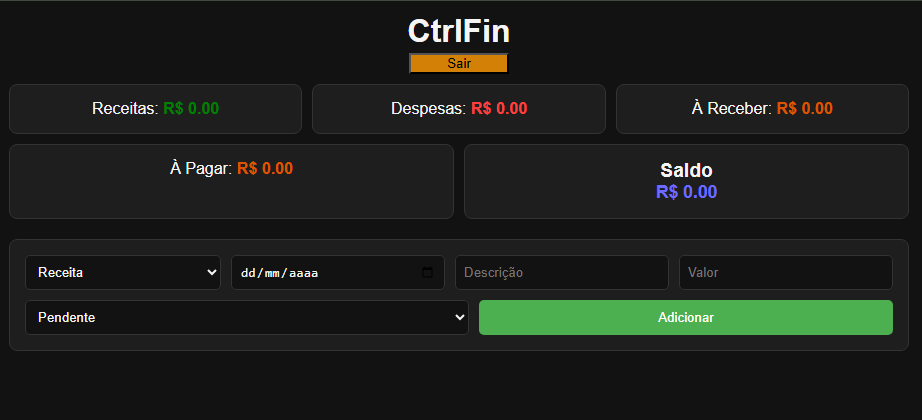 CtrlFin
Sair
Receitas: R$ 0.00
Despesas: R$ 0.00
À Receber: R$ 0.00
À Pagar: R$ 0.00
Saldo
R$ 0.00
Receita
dd/mm/aaaa
Descrição
Valor
Pendente
Adicionar